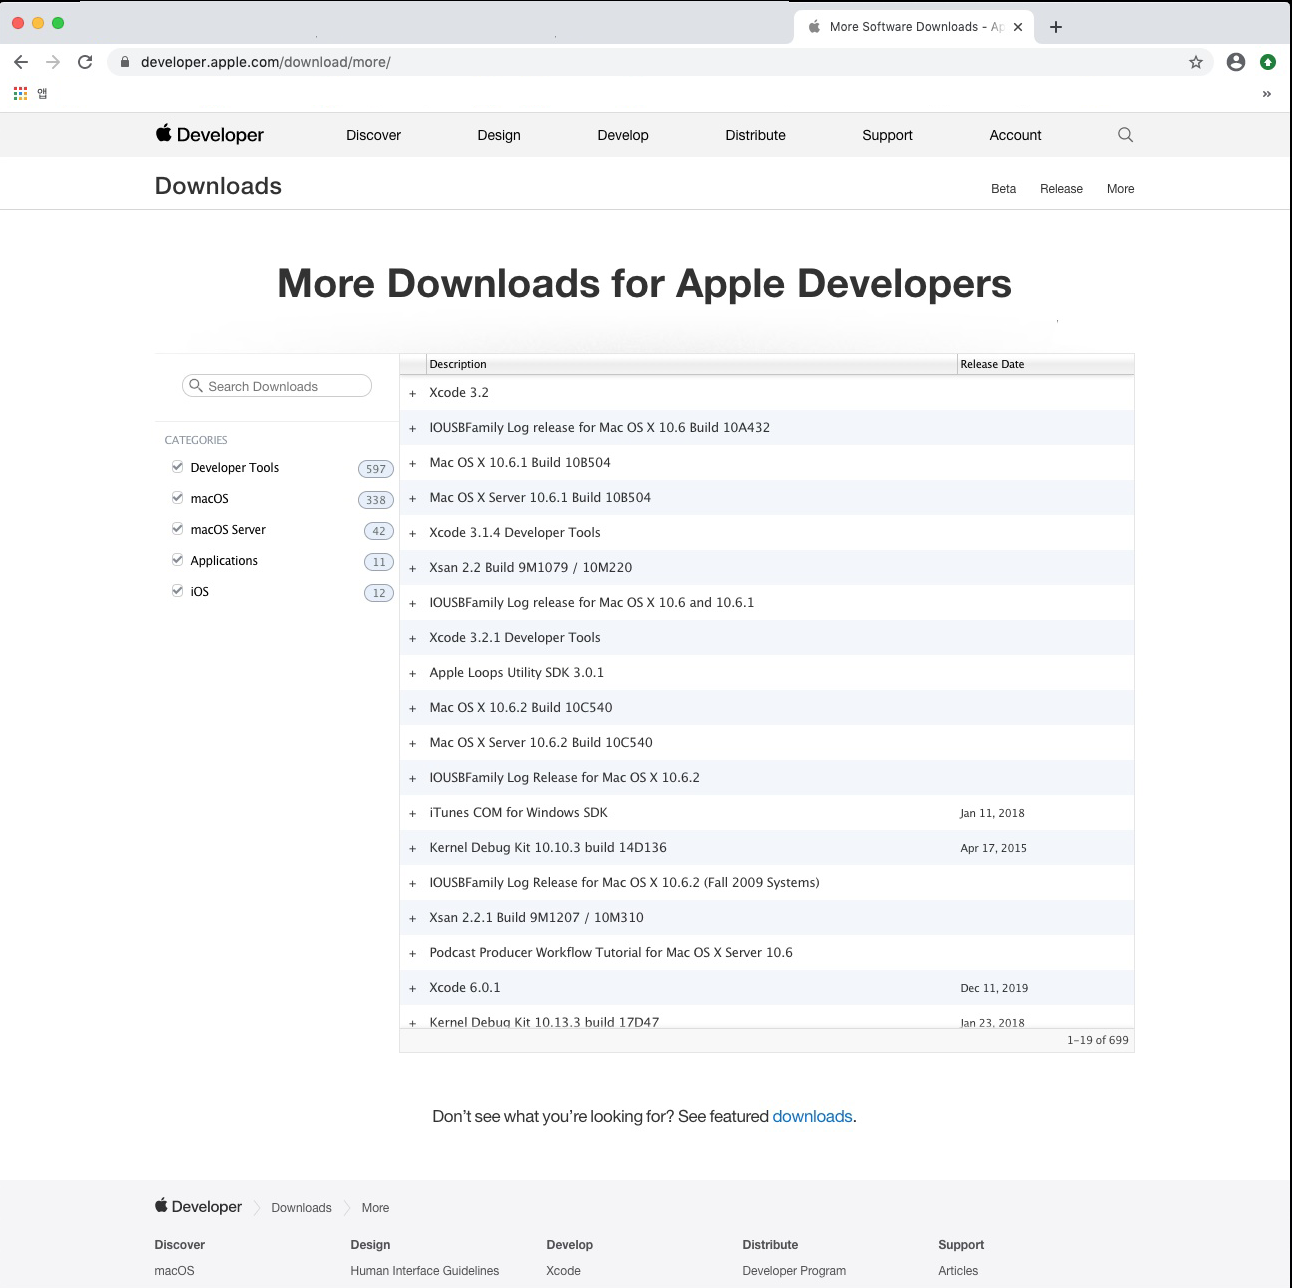 More Software Downloads - Ap
developer.apple.com/download/more/
앱
»
Developer Discover Design Develop Distribute Support Account
Downloads Beta Release More
More Downloads for Apple Developers
Search Downloads
CATEGORIES
Developer Tools 597
macOS 338
macOS Server 42
Applications 11
iOS 12
Description Release Date
+ Xcode 3.2
+ IOUSBFamily Log release for Mac OS X 10.6 Build 10A432
+ Mac OS X 10.6.1 Build 10B504
+ Mac OS X Server 10.6.1 Build 10B504
+ Xcode 3.1.4 Developer Tools
+ Xsan 2.2 Build 9M1079 / 10M220
+ IOUSBFamily Log release for Mac OS X 10.6 and 10.6.1
+ Xcode 3.2.1 Developer Tools
+ Apple Loops Utility SDK 3.0.1
+ Mac OS X 10.6.2 Build 10C540
+ Mac OS X Server 10.6.2 Build 10C540
+ IOUSBFamily Log Release for Mac OS X 10.6.2
+ iTunes COM for Windows SDK Jan 11, 2018
+ Kernel Debug Kit 10.10.3 build 14D136 Apr 17, 2015
+ IOUSBFamily Log Release for Mac OS X 10.6.2 (Fall 2009 Systems)
+ Xsan 2.2.1 Build 9M1207 / 10M310
+ Podcast Producer Workflow Tutorial for Mac OS X Server 10.6
+ Xcode 6.0.1 Dec 11, 2019
+ Kernel Debug Kit 10.13.3 build 17D47 Jan 23, 2018
1-19 of 699
Don't see what you're looking for? See featured downloads.
Developer Downloads More
Discover Design Develop Distribute Support
macOS Human Interface Guidelines Xcode Developer Program Articles